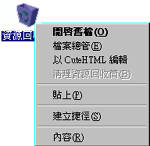 資源回
開啓舊檔(O)
檔案總管(E)
以 CuteHTML 編輯
清理資源回收筒(B)
貼上(P)
建立捷徑(S)
內容(R)